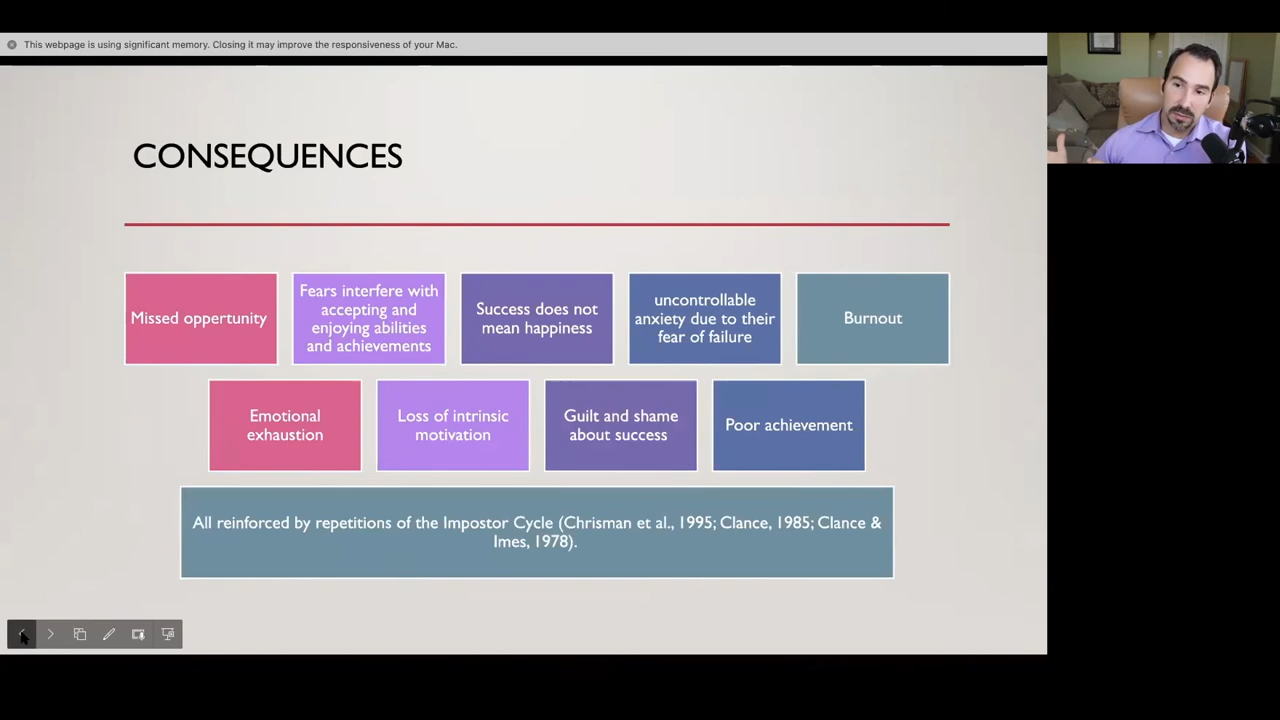 This webpage is using significant memory. Closing it may improve the responsiveness of your Mac.
CONSEQUENCES
Missed oppertunity
Fears interfere with
accepting and
enjoying abilities
and achievements
Success does not
mean happiness
uncontrollable
anxiety due to their
fear of failure
Burnout
Emotional
exhaustion
Loss of intrinsic
motivation
Guilt and shame
about success
Poor achievement
All reinforced by repetitions of the Impostor Cycle (Chrisman et al., 1995; Clance, 1985; Clance &
Imes, 1978).